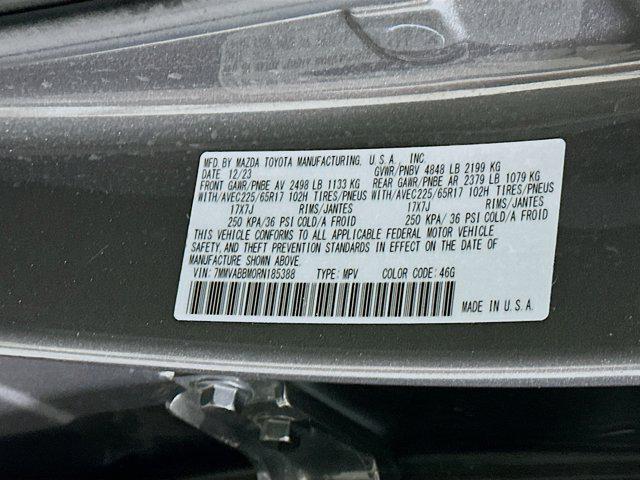 MFD. BY MAZDA TOYOTA MANUFACTURING, U.S.A., INC.
DATE: 12/23 GVWR/PNBV 4848 LB 2199 KG
FRONT GAWR/PNBE AV 2498 LB 1133 KG REAR GAWR/PNBE AR 2379 LB 1079 KG
WITH/AVEC225/65R17 102H TIRES/PNEUS WITH/AVEC225/65R17 102H TIRES/PNEUS
17X7J RIMS/JANTES 17X7J RIMS/JANTES
250 KPA/36 PSI COLD/A FROID 250 KPA/36 PSI COLD/A FROID
THIS VEHICLE CONFORMS TO ALL APPLICABLE FEDERAL MOTOR VEHICLE
SAFETY, AND THEFT PREVENTION STANDARDS IN EFFECT ON THE DATE OF
MANUFACTURE SHOWN ABOVE.
VIN: 7MMVABBM0RN185388 TYPE: MPV COLOR CODE: 46G
MADE IN U.S.A.